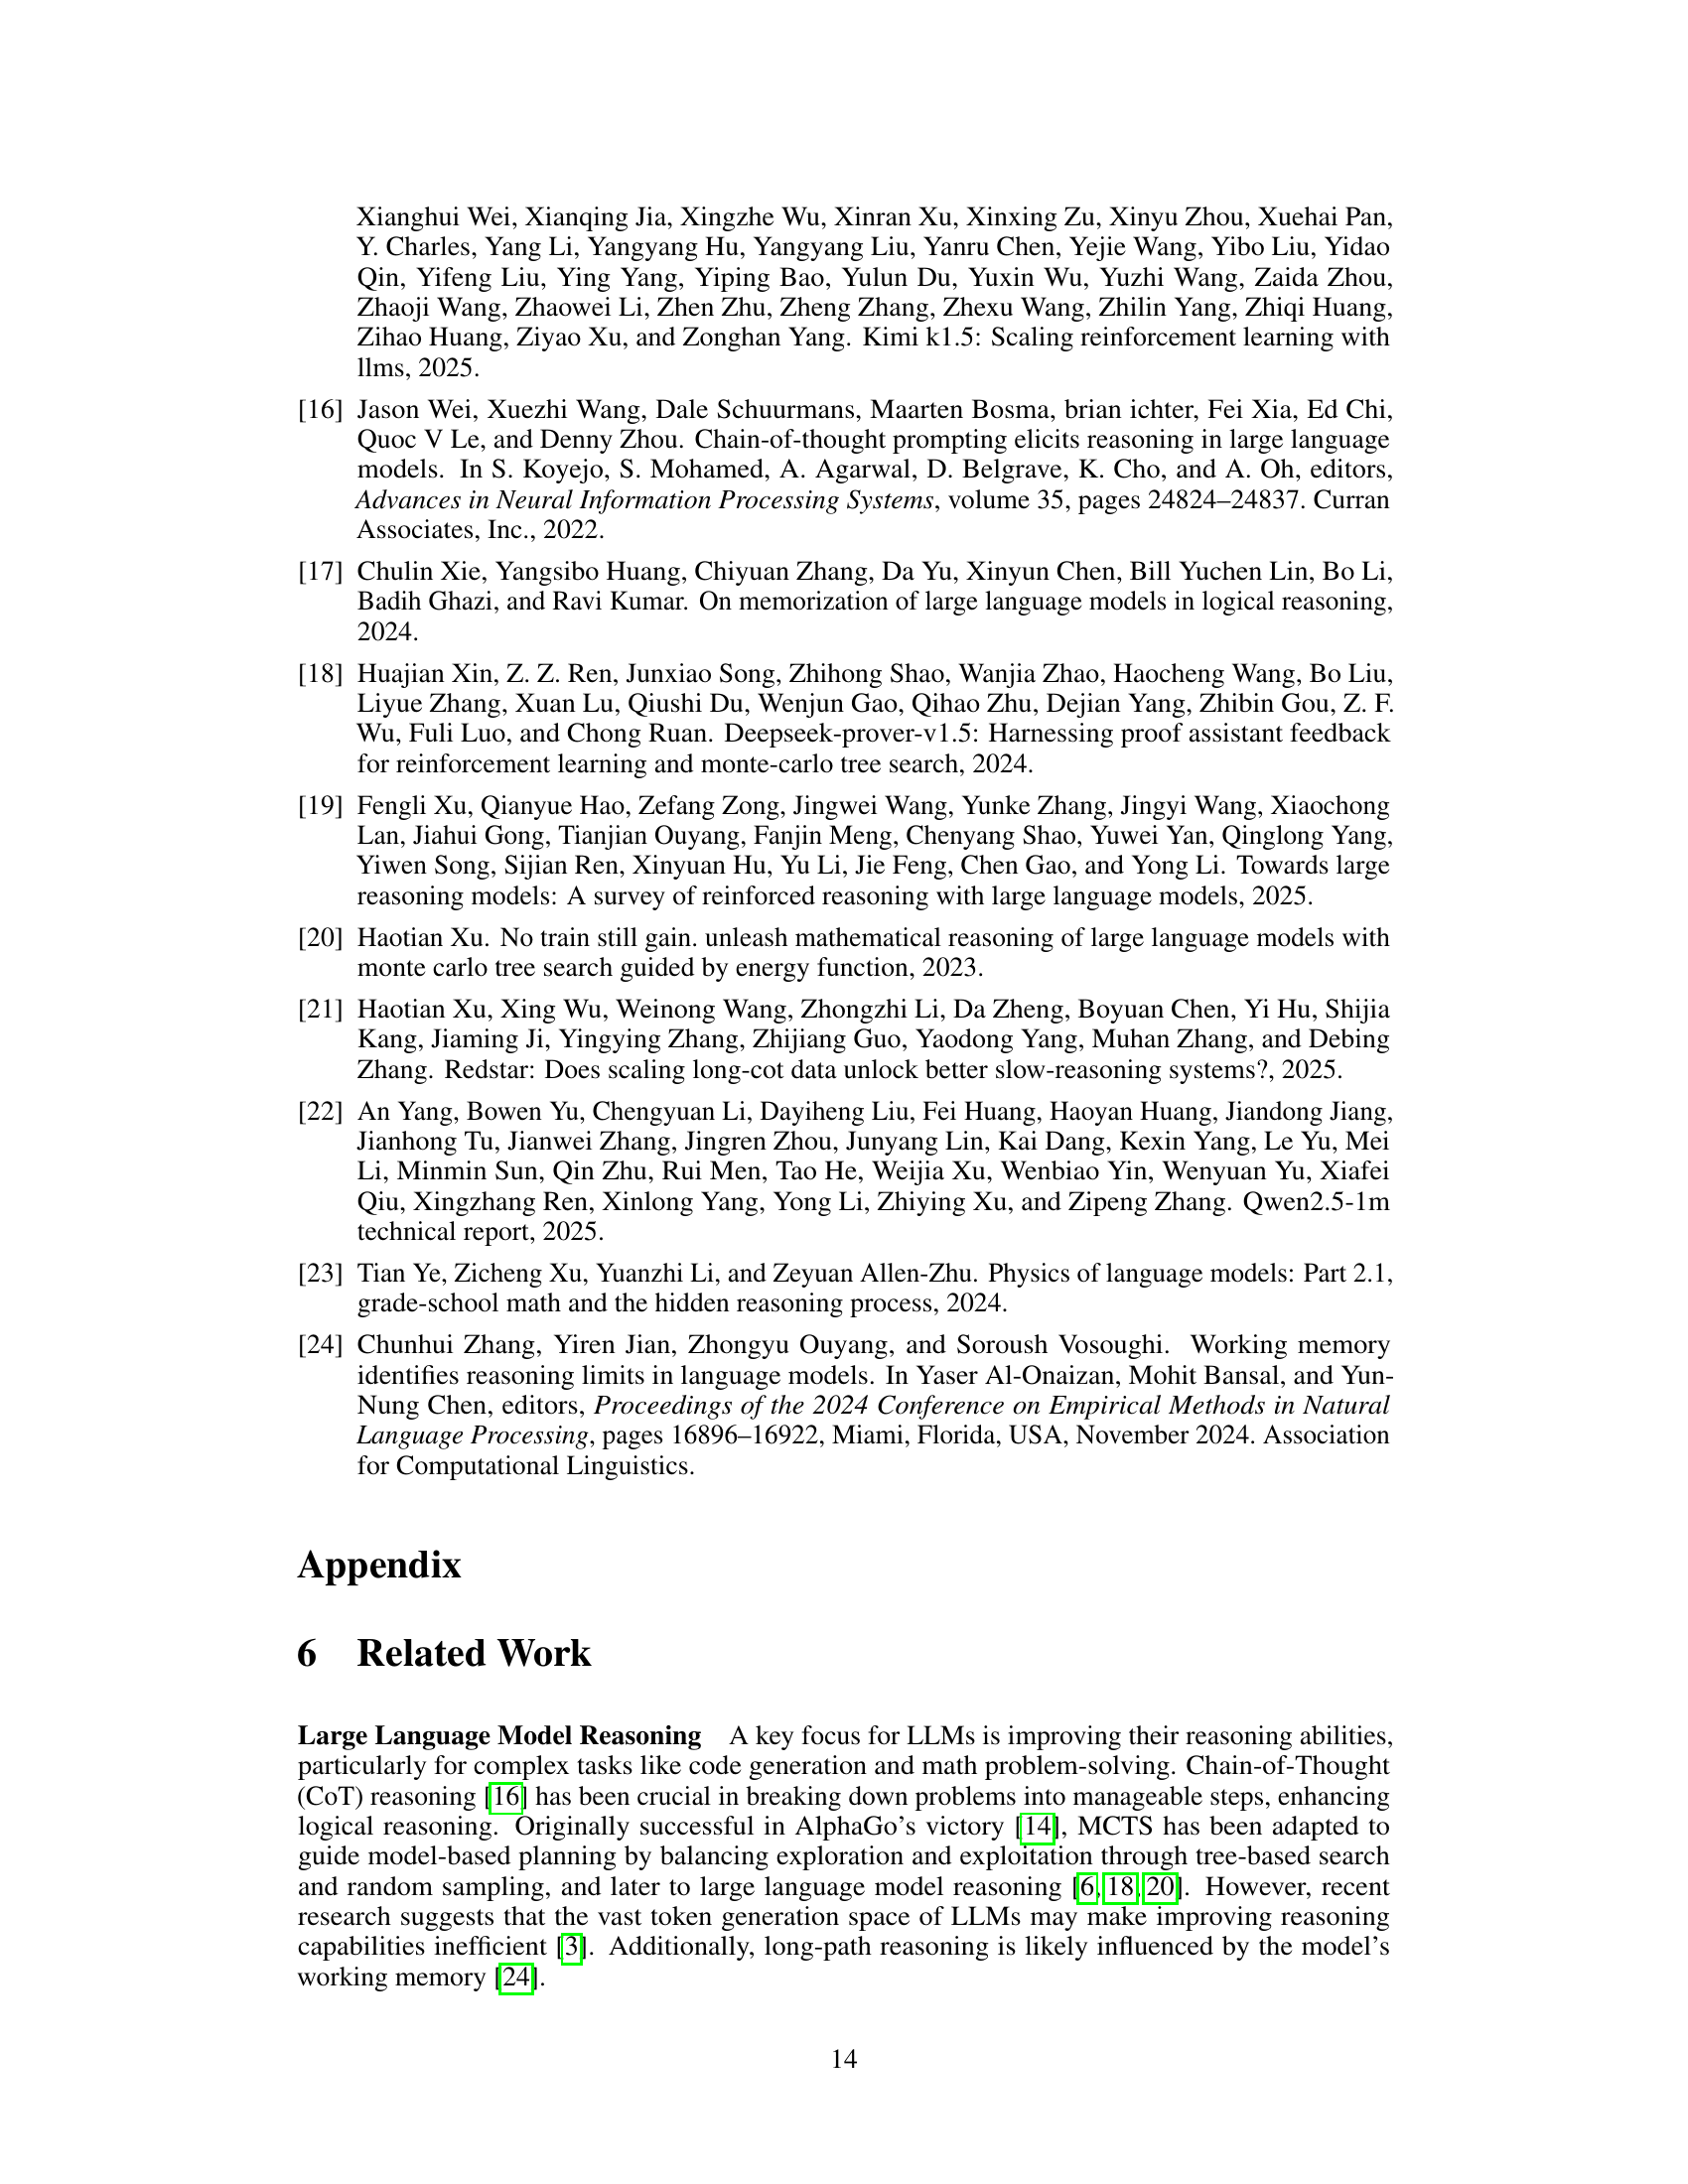 Xianghui Wei, Xianqing Jia, Xingzhe Wu, Xinran Xu, Xinxing Zu, Xinyu Zhou, Xuehai Pan,
Y. Charles, Yang Li, Yangyang Hu, Yangyang Liu, Yanru Chen, Yejie Wang, Yibo Liu, Yidao
Qin, Yifeng Liu, Ying Yang, Yiping Bao, Yulun Du, Yuxin Wu, Yuzhi Wang, Zaida Zhou,
Zhaoji Wang, Zhaowei Li, Zhen Zhu, Zheng Zhang, Zhexu Wang, Zhilin Yang, Zhiqi Huang,
Zihao Huang, Ziyao Xu, and Zonghan Yang. Kimi k1.5: Scaling reinforcement learning with
llms, 2025.
[16] Jason Wei, Xuezhi Wang, Dale Schuurmans, Maarten Bosma, brian ichter, Fei Xia, Ed Chi,
Quoc V Le, and Denny Zhou. Chain-of-thought prompting elicits reasoning in large language
models. In S. Koyejo, S. Mohamed, A. Agarwal, D. Belgrave, K. Cho, and A. Oh, editors,
Advances in Neural Information Processing Systems, volume 35, pages 24824–24837. Curran
Associates, Inc., 2022.
[17] Chulin Xie, Yangsibo Huang, Chiyuan Zhang, Da Yu, Xinyun Chen, Bill Yuchen Lin, Bo Li,
Badih Ghazi, and Ravi Kumar. On memorization of large language models in logical reasoning,
2024.
[18] Huajian Xin, Z. Z. Ren, Junxiao Song, Zhihong Shao, Wanjia Zhao, Haocheng Wang, Bo Liu,
Liyue Zhang, Xuan Lu, Qiushi Du, Wenjun Gao, Qihao Zhu, Dejian Yang, Zhibin Gou, Z. F.
Wu, Fuli Luo, and Chong Ruan. Deepseek-prover-v1.5: Harnessing proof assistant feedback
for reinforcement learning and monte-carlo tree search, 2024.
[19] Fengli Xu, Qianyue Hao, Zefang Zong, Jingwei Wang, Yunke Zhang, Jingyi Wang, Xiaochong
Lan, Jiahui Gong, Tianjian Ouyang, Fanjin Meng, Chenyang Shao, Yuwei Yan, Qinglong Yang,
Yiwen Song, Sijian Ren, Xinyuan Hu, Yu Li, Jie Feng, Chen Gao, and Yong Li. Towards large
reasoning models: A survey of reinforced reasoning with large language models, 2025.
[20] Haotian Xu. No train still gain. unleash mathematical reasoning of large language models with
monte carlo tree search guided by energy function, 2023.
[21] Haotian Xu, Xing Wu, Weinong Wang, Zhongzhi Li, Da Zheng, Boyuan Chen, Yi Hu, Shijia
Kang, Jiaming Ji, Yingying Zhang, Zhijiang Guo, Yaodong Yang, Muhan Zhang, and Debing
Zhang. Redstar: Does scaling long-cot data unlock better slow-reasoning systems?, 2025.
[22] An Yang, Bowen Yu, Chengyuan Li, Dayiheng Liu, Fei Huang, Haoyan Huang, Jiandong Jiang,
Jianhong Tu, Jianwei Zhang, Jingren Zhou, Junyang Lin, Kai Dang, Kexin Yang, Le Yu, Mei
Li, Minmin Sun, Qin Zhu, Rui Men, Tao He, Weijia Xu, Wenbiao Yin, Wenyuan Yu, Xiafei
Qiu, Xingzhang Ren, Xinlong Yang, Yong Li, Zhiying Xu, and Zipeng Zhang. Qwen2.5-1m
technical report, 2025.
[23] Tian Ye, Zicheng Xu, Yuanzhi Li, and Zeyuan Allen-Zhu. Physics of language models: Part 2.1,
grade-school math and the hidden reasoning process, 2024.
[24] Chunhui Zhang, Yiren Jian, Zhongyu Ouyang, and Soroush Vosoughi. Working memory
identifies reasoning limits in language models. In Yaser Al-Onaizan, Mohit Bansal, and Yun-
Nung Chen, editors, Proceedings of the 2024 Conference on Empirical Methods in Natural
Language Processing, pages 16896–16922, Miami, Florida, USA, November 2024. Association
for Computational Linguistics.
Appendix
6 Related Work
Large Language Model Reasoning A key focus for LLMs is improving their reasoning abilities,
particularly for complex tasks like code generation and math problem-solving. Chain-of-Thought
(CoT) reasoning [16] has been crucial in breaking down problems into manageable steps, enhancing
logical reasoning. Originally successful in AlphaGo's victory [14], MCTS has been adapted to
guide model-based planning by balancing exploration and exploitation through tree-based search
and random sampling, and later to large language model reasoning [6, 18, 20]. However, recent
research suggests that the vast token generation space of LLMs may make improving reasoning
capabilities inefficient [3]. Additionally, long-path reasoning is likely influenced by the model's
working memory [24].
14